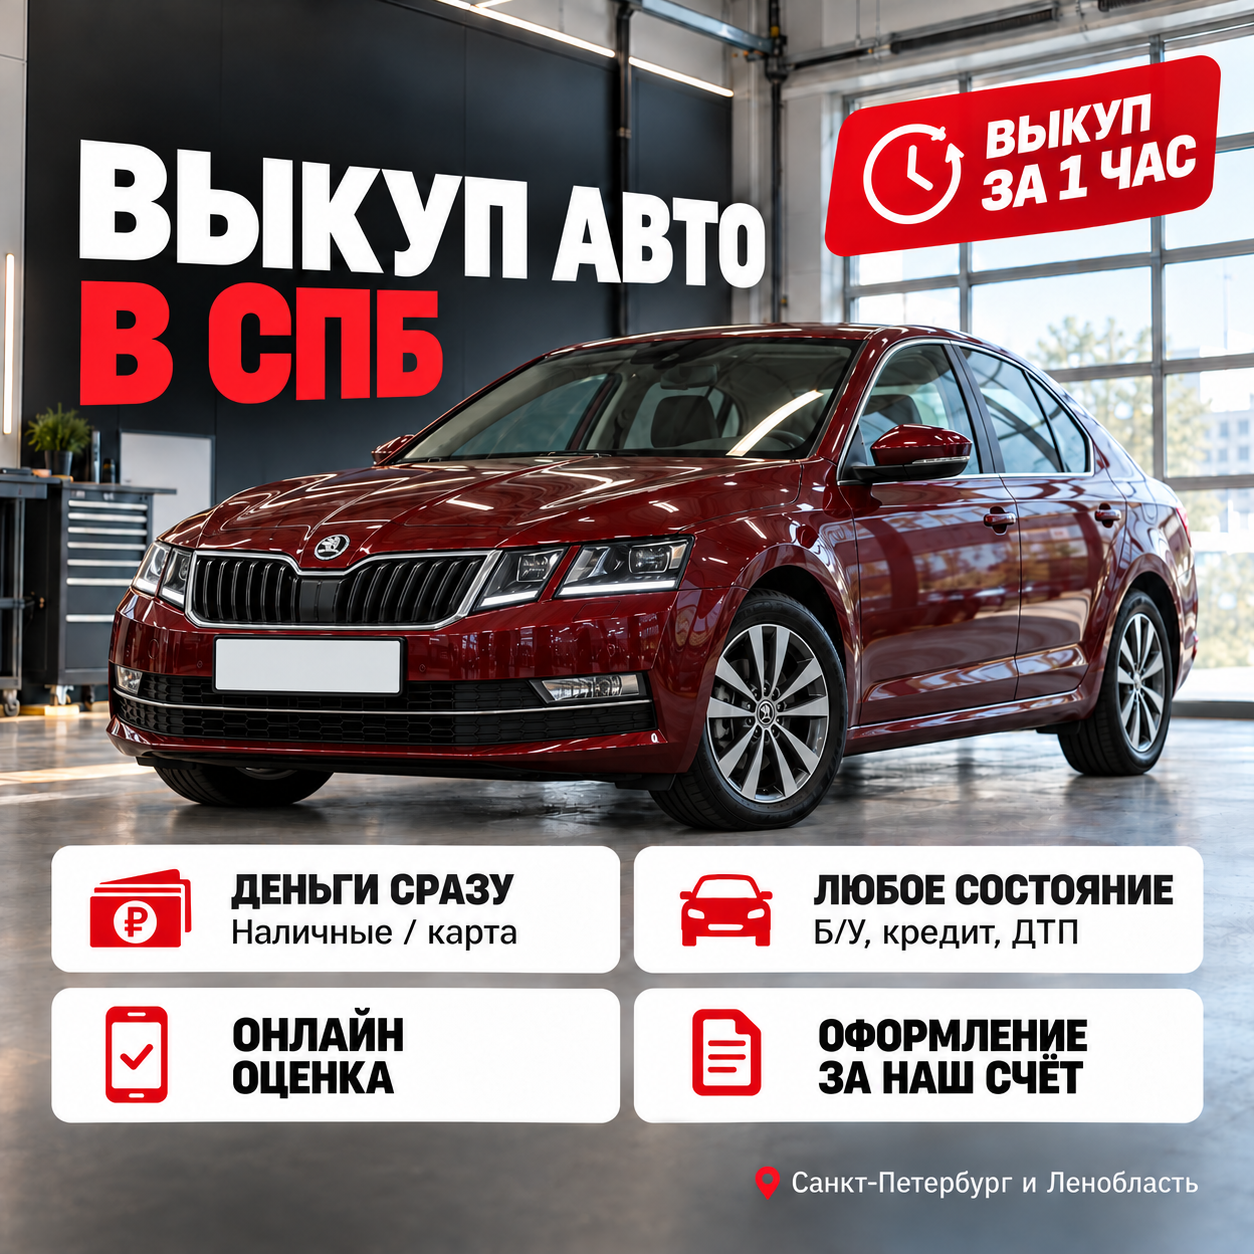 ВЫКУП АВТО
В СПБ
ВЫКУП
ЗА 1 ЧАС
ДЕНЬГИ СРАЗУ
Наличные / карта
ЛЮБОЕ СОСТОЯНИЕ
Б/У, кредит, ДТП
ОНЛАЙН
ОЦЕНКА
ОФОРМЛЕНИЕ
ЗА НАШ СЧЁТ
Санкт-Петербург и Ленобласть